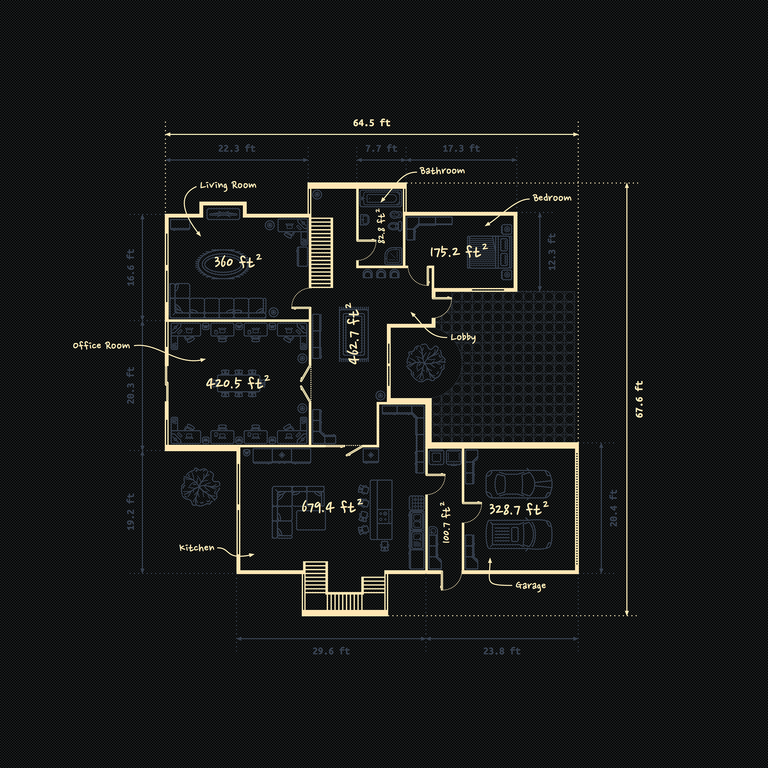 64.5 ft
22.3 ft
7.7 ft
17.3 ft
Bathroom
Living Room
Bedroom
82.8 ft²
175.2 ft²
360 ft²
12.3 ft
16.6 ft
462.7 ft²
Lobby
Office Room
420.5 ft²
20.3 ft
67.6 ft
679.4 ft²
100.7 ft²
328.7 ft²
19.2 ft
20.4 ft
Kitchen
Garage
29.6 ft
23.8 ft